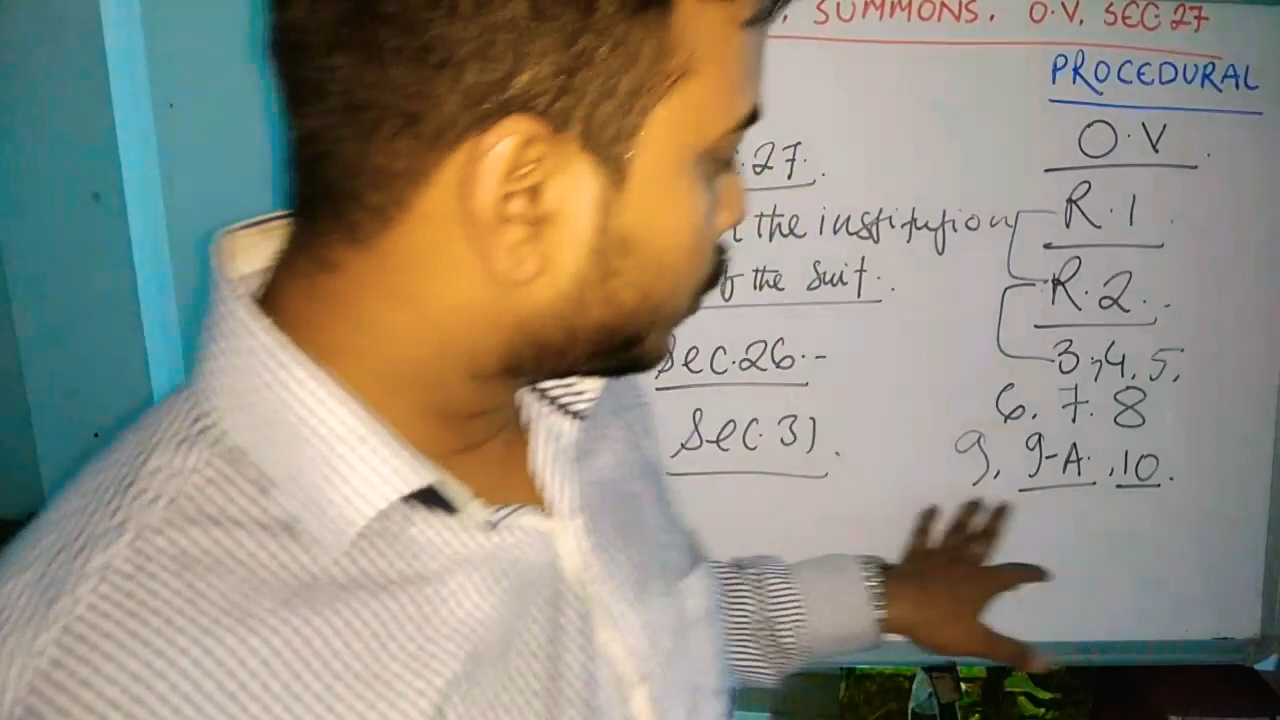 SUMMONS. O.V. SEC 27
PROCEDURAL
O.V.
27.
the institution
the Suit.
Sec.26.-
Sec.31.
R.1.
R.2.
3,4,5,
6. 7. 8
9, 9-A, 10.